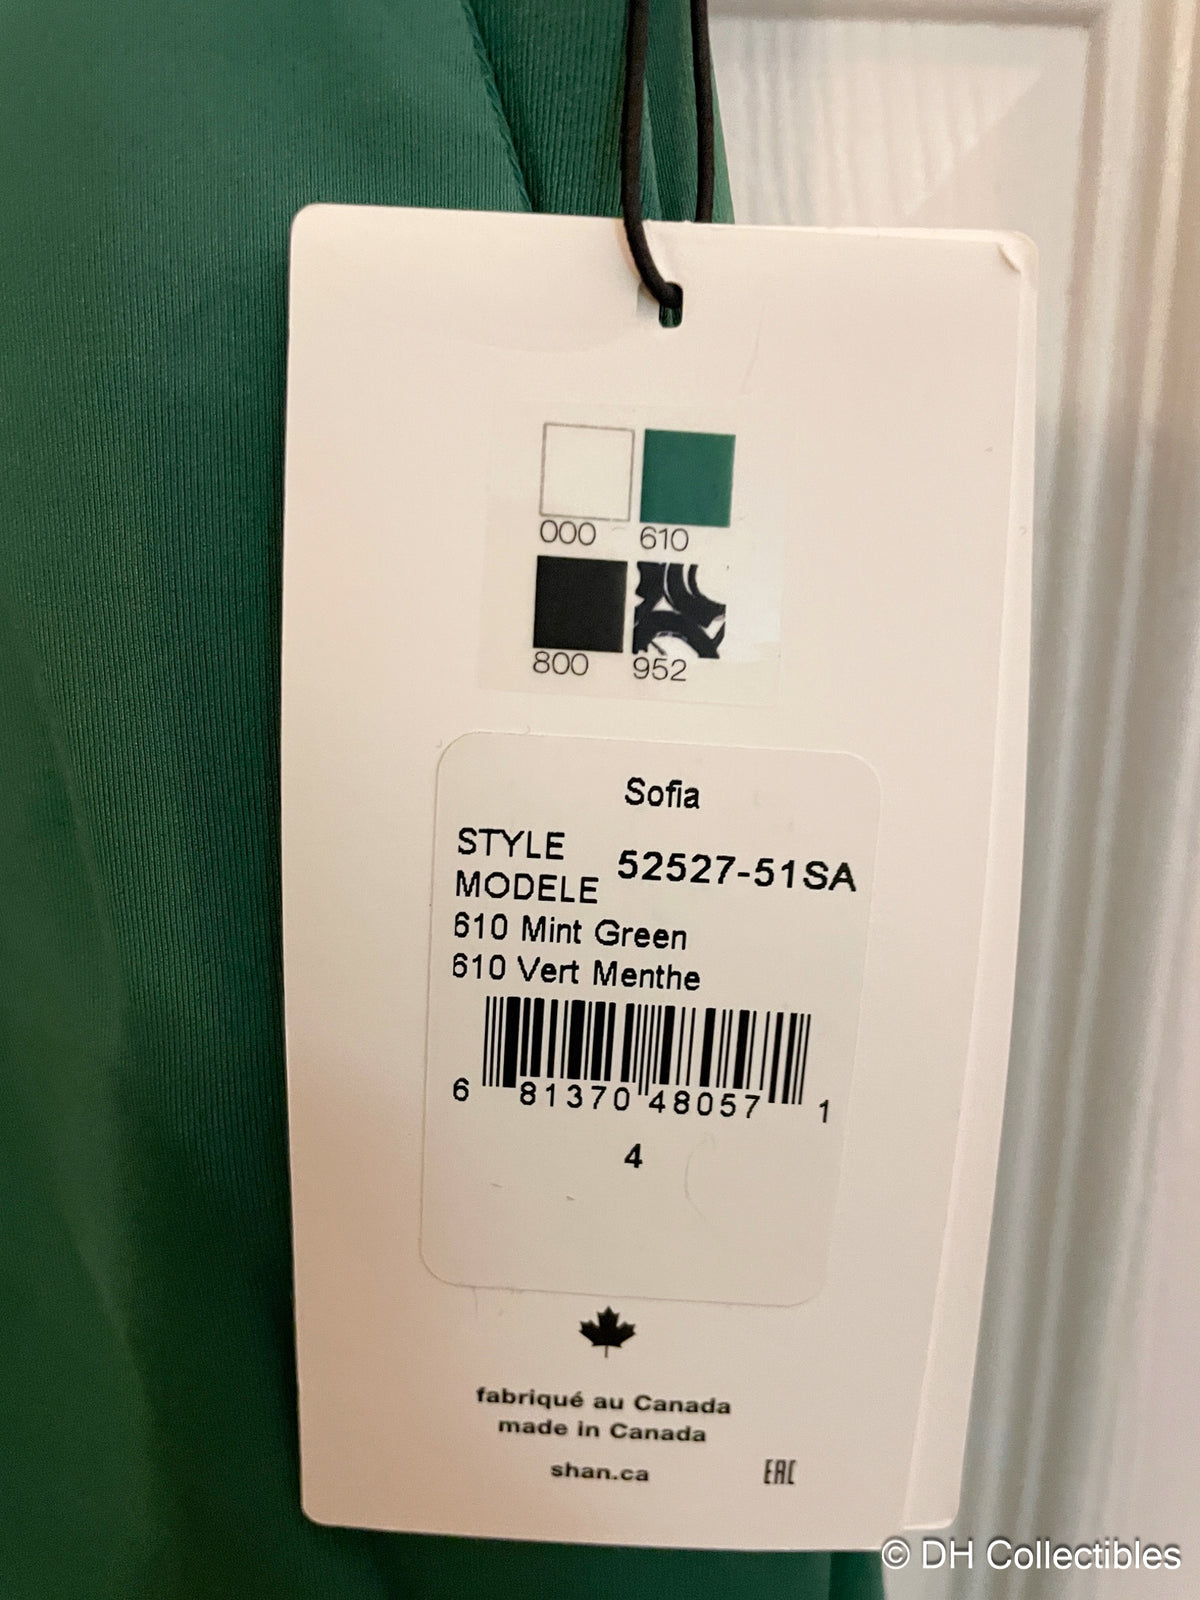 000 610
800 952
Sofia
STYLE
MODELE 52527-51SA
610 Mint Green
610 Vert Menthe
6 81370 48057 1
4
fabriqué au Canada
made in Canada
shan.ca EAC
© DH Collectibles